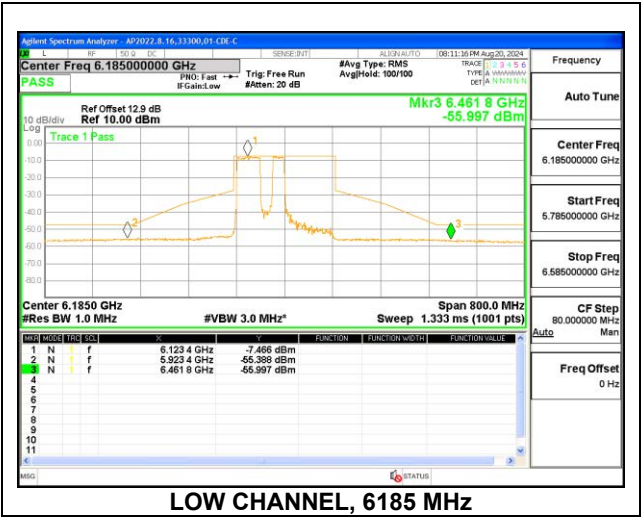 Agilent Spectrum Analyzer - AP2022.8.16,33300,01-CDE-C
L RF 50 Ω DC SENSE:INT ALIGN AUTO 08:11:16 PM Aug 20, 2024
Center Freq 6.185000000 GHz #Avg Type: RMS TRACE 1 2 3 4 5 6
PASS PNO: Fast Trig: Free Run Avg|Hold: 100/100 TYPE A WWWWW
IFGain:Low #Atten: 20 dB DET A N N N N N
Ref Offset 12.9 dB Mkr3 6.461 8 GHz
10 dB/div Ref 10.00 dBm -55.997 dBm
Log
Trace 1 Pass
0.00
-10.0
-20.0
-30.0
-40.0
-50.0
-60.0
-70.0
-80.0
1
2
3
Center 6.1850 GHz Span 800.0 MHz
#Res BW 1.0 MHz #VBW 3.0 MHz* Sweep 1.333 ms (1001 pts)
MKR MODE TRC SCL X Y FUNCTION FUNCTION WIDTH FUNCTION VALUE
1 N 1 f 6.123 4 GHz -7.466 dBm
2 N 1 f 5.923 4 GHz -55.388 dBm
3 N 1 f 6.461 8 GHz -55.997 dBm
4
5
6
7
8
9
10
11
MSG STATUS
Frequency
Auto Tune
Center Freq
6.185000000 GHz
Start Freq
5.785000000 GHz
Stop Freq
6.585000000 GHz
CF Step
80.000000 MHz
Auto Man
Freq Offset
0 Hz
LOW CHANNEL, 6185 MHz